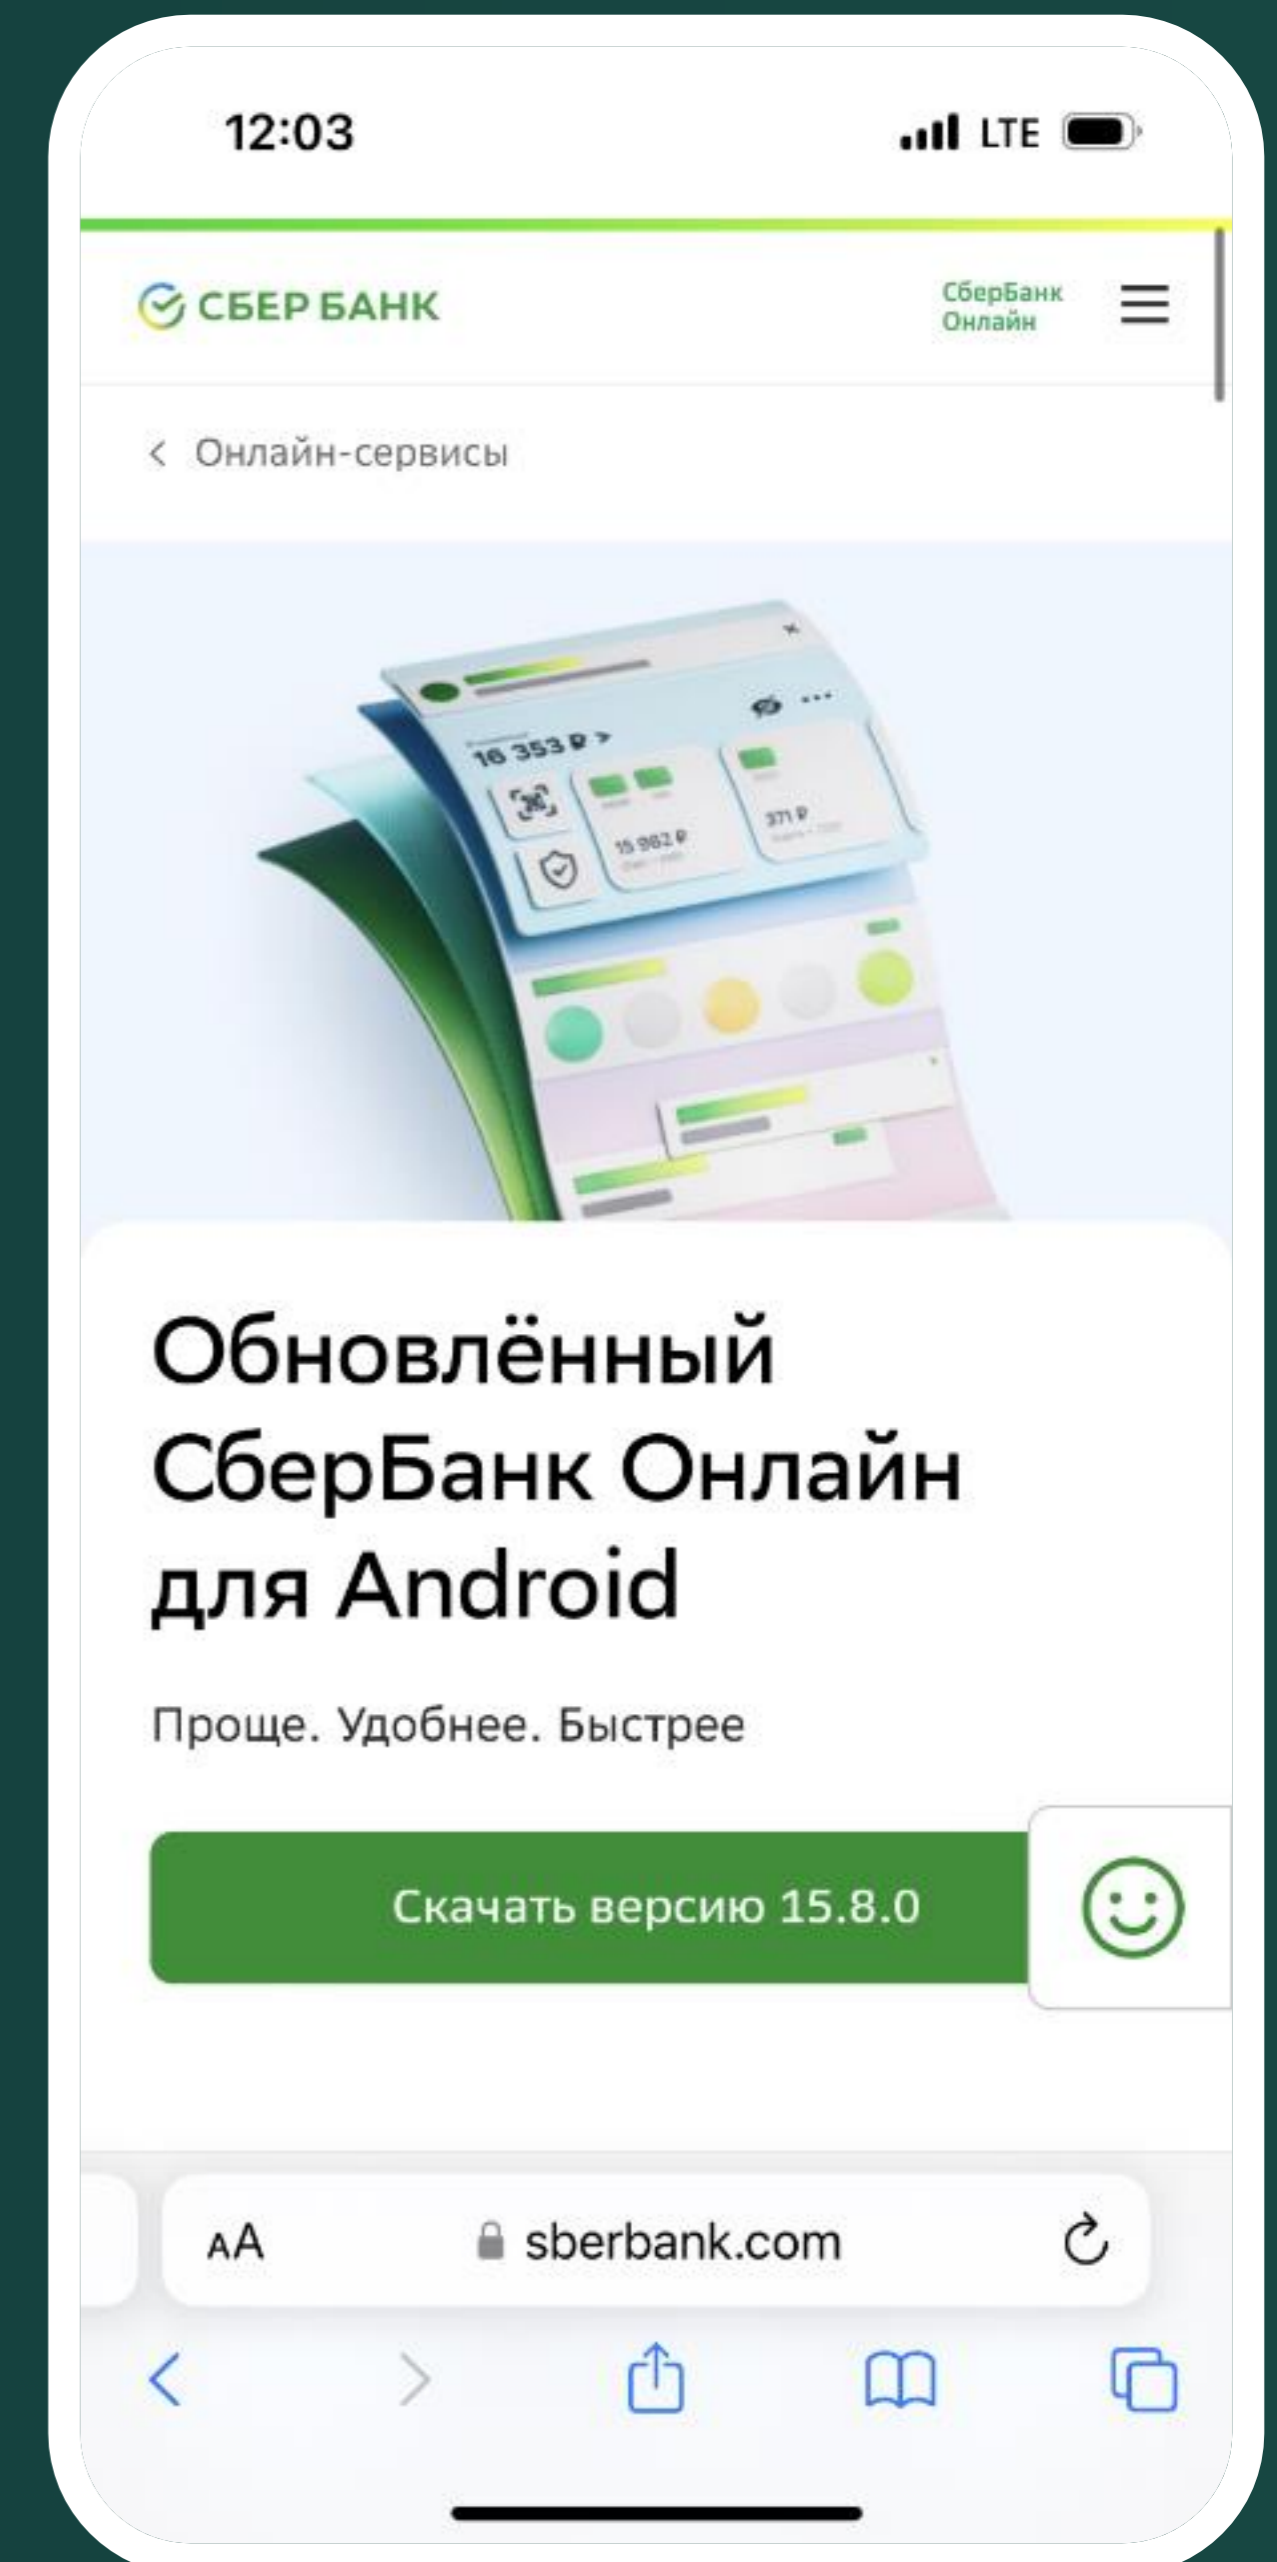 12:03
LTE
СБЕР БАНК
СберБанк
Онлайн
Онлайн-сервисы
16 353 ₽ >
15 982 ₽
371 ₽
Обновлённый
СберБанк Онлайн
для Android
Проще. Удобнее. Быстрее
Скачать версию 15.8.0
AA
sberbank.com